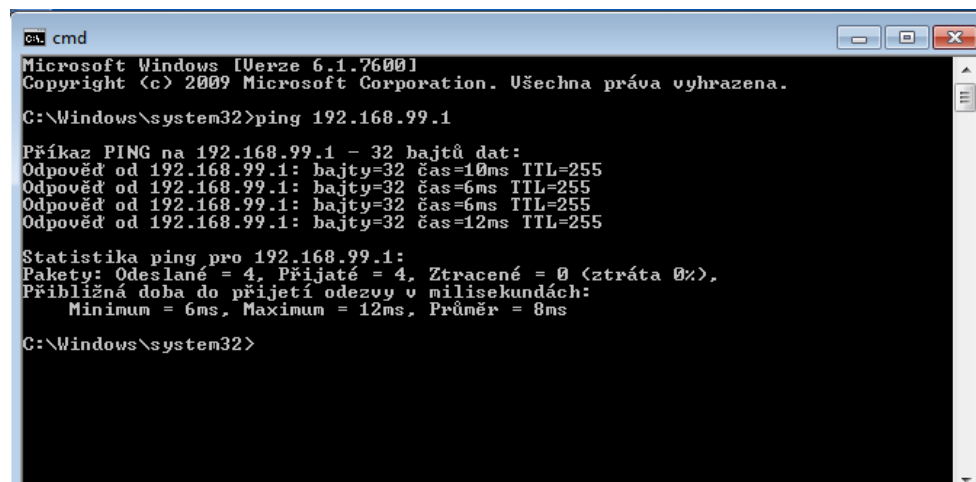 cmd
Microsoft Windows [Verze 6.1.7600]
Copyright (c) 2009 Microsoft Corporation. Všechna práva vyhrazena.
C:\Windows\system32>ping 192.168.99.1
Příkaz PING na 192.168.99.1 - 32 bajtů dat:
Odpověď od 192.168.99.1: bajty=32 čas=10ms TTL=255
Odpověď od 192.168.99.1: bajty=32 čas=6ms TTL=255
Odpověď od 192.168.99.1: bajty=32 čas=6ms TTL=255
Odpověď od 192.168.99.1: bajty=32 čas=12ms TTL=255
Statistika ping pro 192.168.99.1:
Pakety: Odeslané = 4, Přijaté = 4, Ztracené = 0 (ztráta 0%),
Přibližná doba do přijetí odezvy v milisekundách:
Minimum = 6ms, Maximum = 12ms, Průměr = 8ms
C:\Windows\system32>